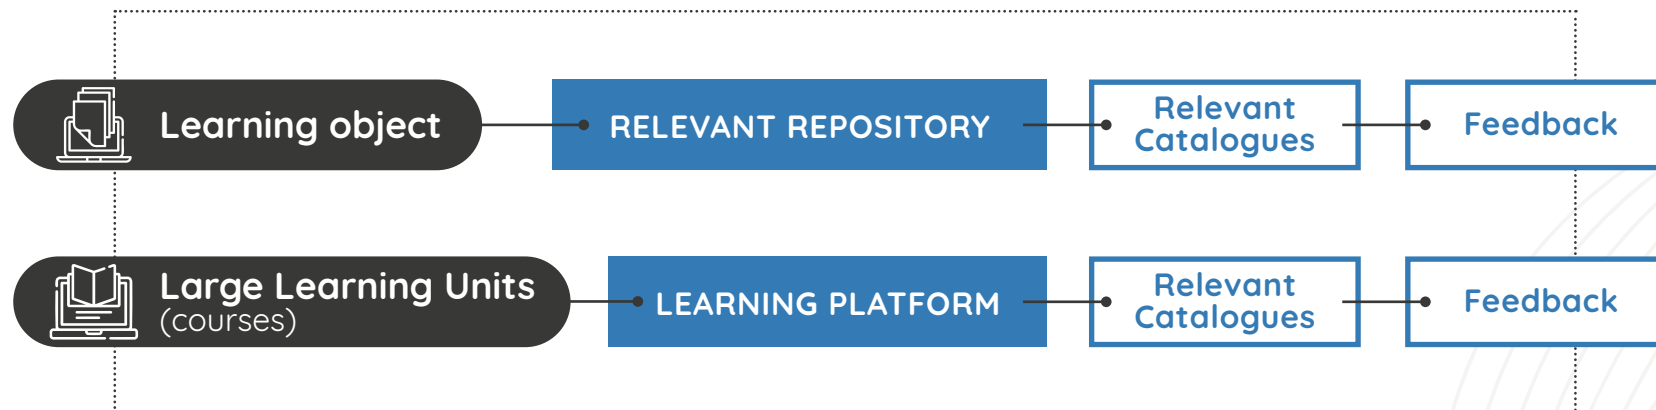 Learning object
RELEVANT REPOSITORY
Relevant
Catalogues
Feedback
Large Learning Units
(courses)
LEARNING PLATFORM
Relevant
Catalogues
Feedback